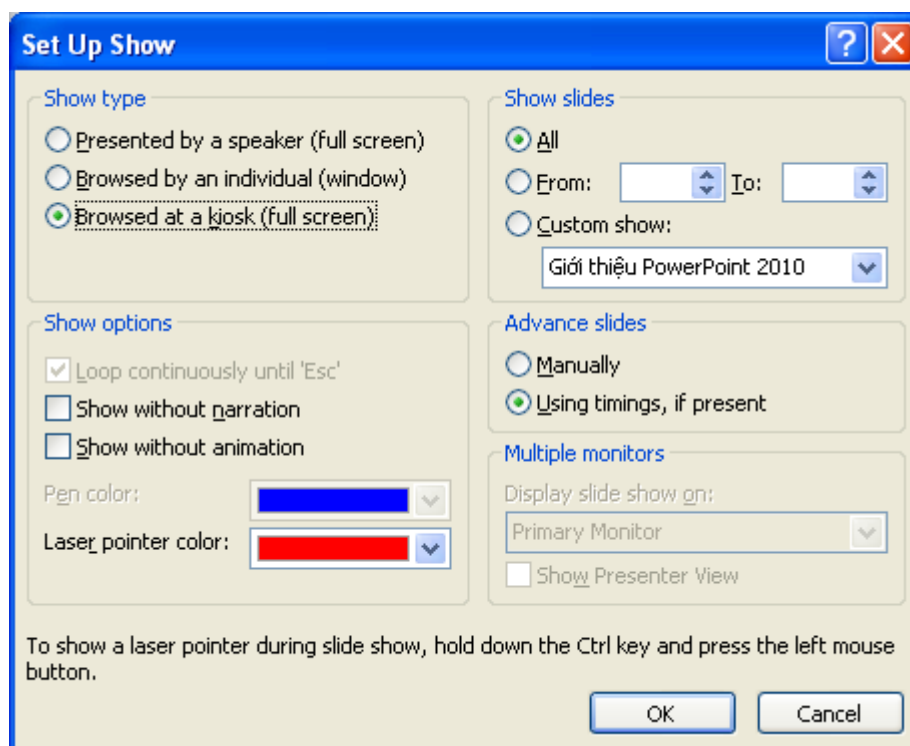 Set Up Show
Show type
Presented by a speaker (full screen)
Browsed by an individual (window)
Browsed at a kiosk (full screen)
Show slides
All
From: To:
Custom show:
Giới thiệu PowerPoint 2010
Show options
Loop continuously until 'Esc'
Show without narration
Show without animation
Pen color:
Laser pointer color:
Advance slides
Manually
Using timings, if present
Multiple monitors
Display slide show on:
Primary Monitor
Show Presenter View
To show a laser pointer during slide show, hold down the Ctrl key and press the left mouse
button.
OK Cancel